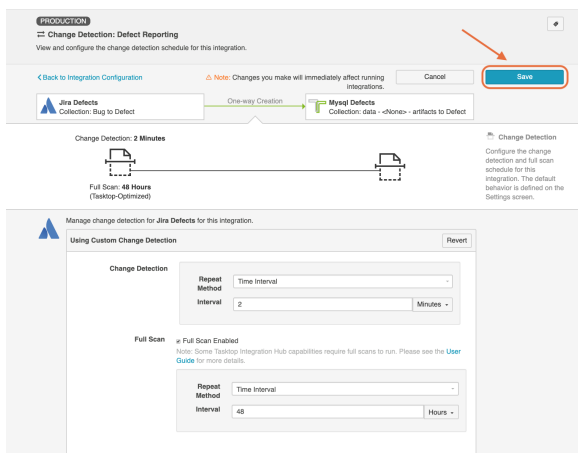 PRODUCTION
Change Detection: Defect Reporting
View and configure the change detection schedule for this integration.
Back to Integration Configuration
Note: Changes you make will immediately affect running
integrations.
Cancel
Save
Jira Defects
Collection: Bug to Defect
One-way Creation
Mysql Defects
Collection: data - <None> - artifacts to Defect
Change Detection: 2 Minutes
Full Scan: 48 Hours
(Tasktop-Optimized)
Change Detection
Configure the change
detection and full scan
schedule for this
integration. The default
behavior is defined on the
Settings screen.
Manage change detection for Jira Defects for this integration.
Using Custom Change Detection
Revert
Change Detection
Repeat
Method
Time Interval
Interval
2
Minutes
Full Scan
Full Scan Enabled
Note: Some Tasktop Integration Hub capabilities require full scans to run. Please see the User
Guide for more details.
Repeat
Method
Time Interval
Interval
48
Hours